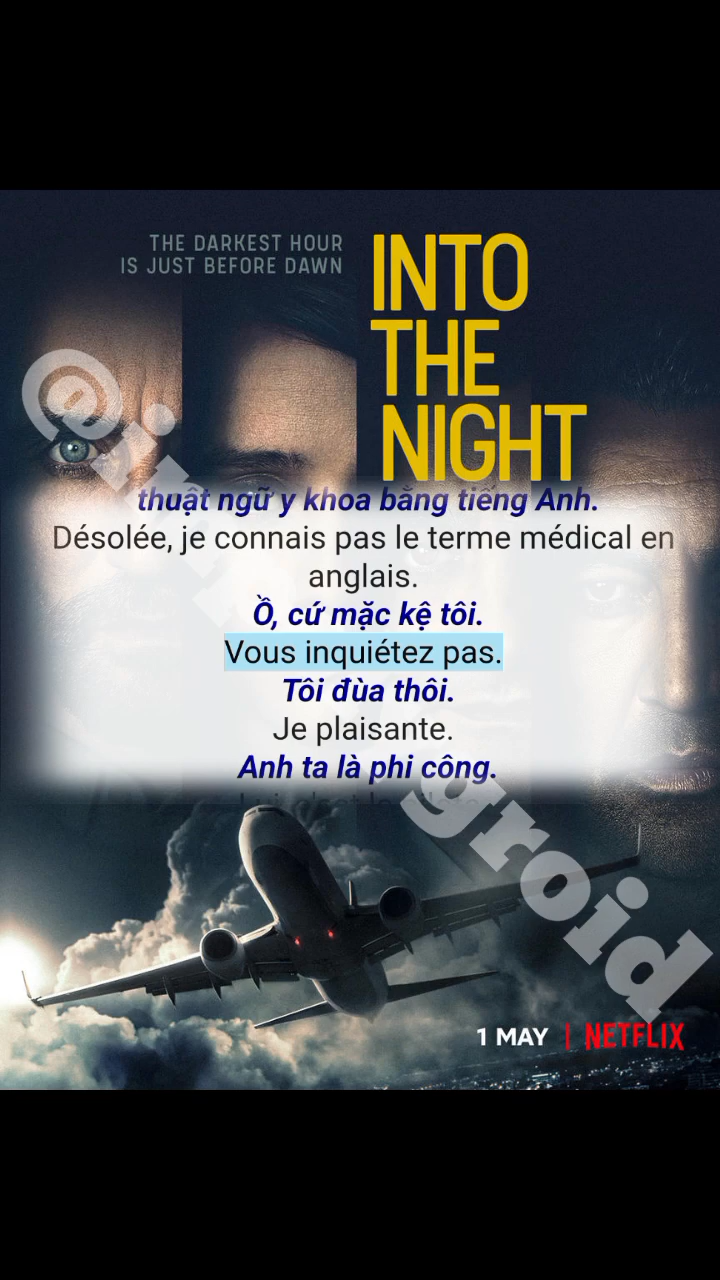 THE DARKEST HOUR
IS JUST BEFORE DAWN
INTO
THE
NIGHT
thuật ngữ y khoa bằng tiếng Anh.
Désolée, je connais pas le terme médical en
anglais.
Ồ, cứ mặc kệ tôi.
Vous inquiétez pas.
Tôi đùa thôi.
Je plaisante.
Anh ta là phi công.
groid
1 MAY | NETFLIX